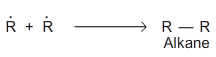 Ṙ + Ṙ ⟶ R — R
Alkane